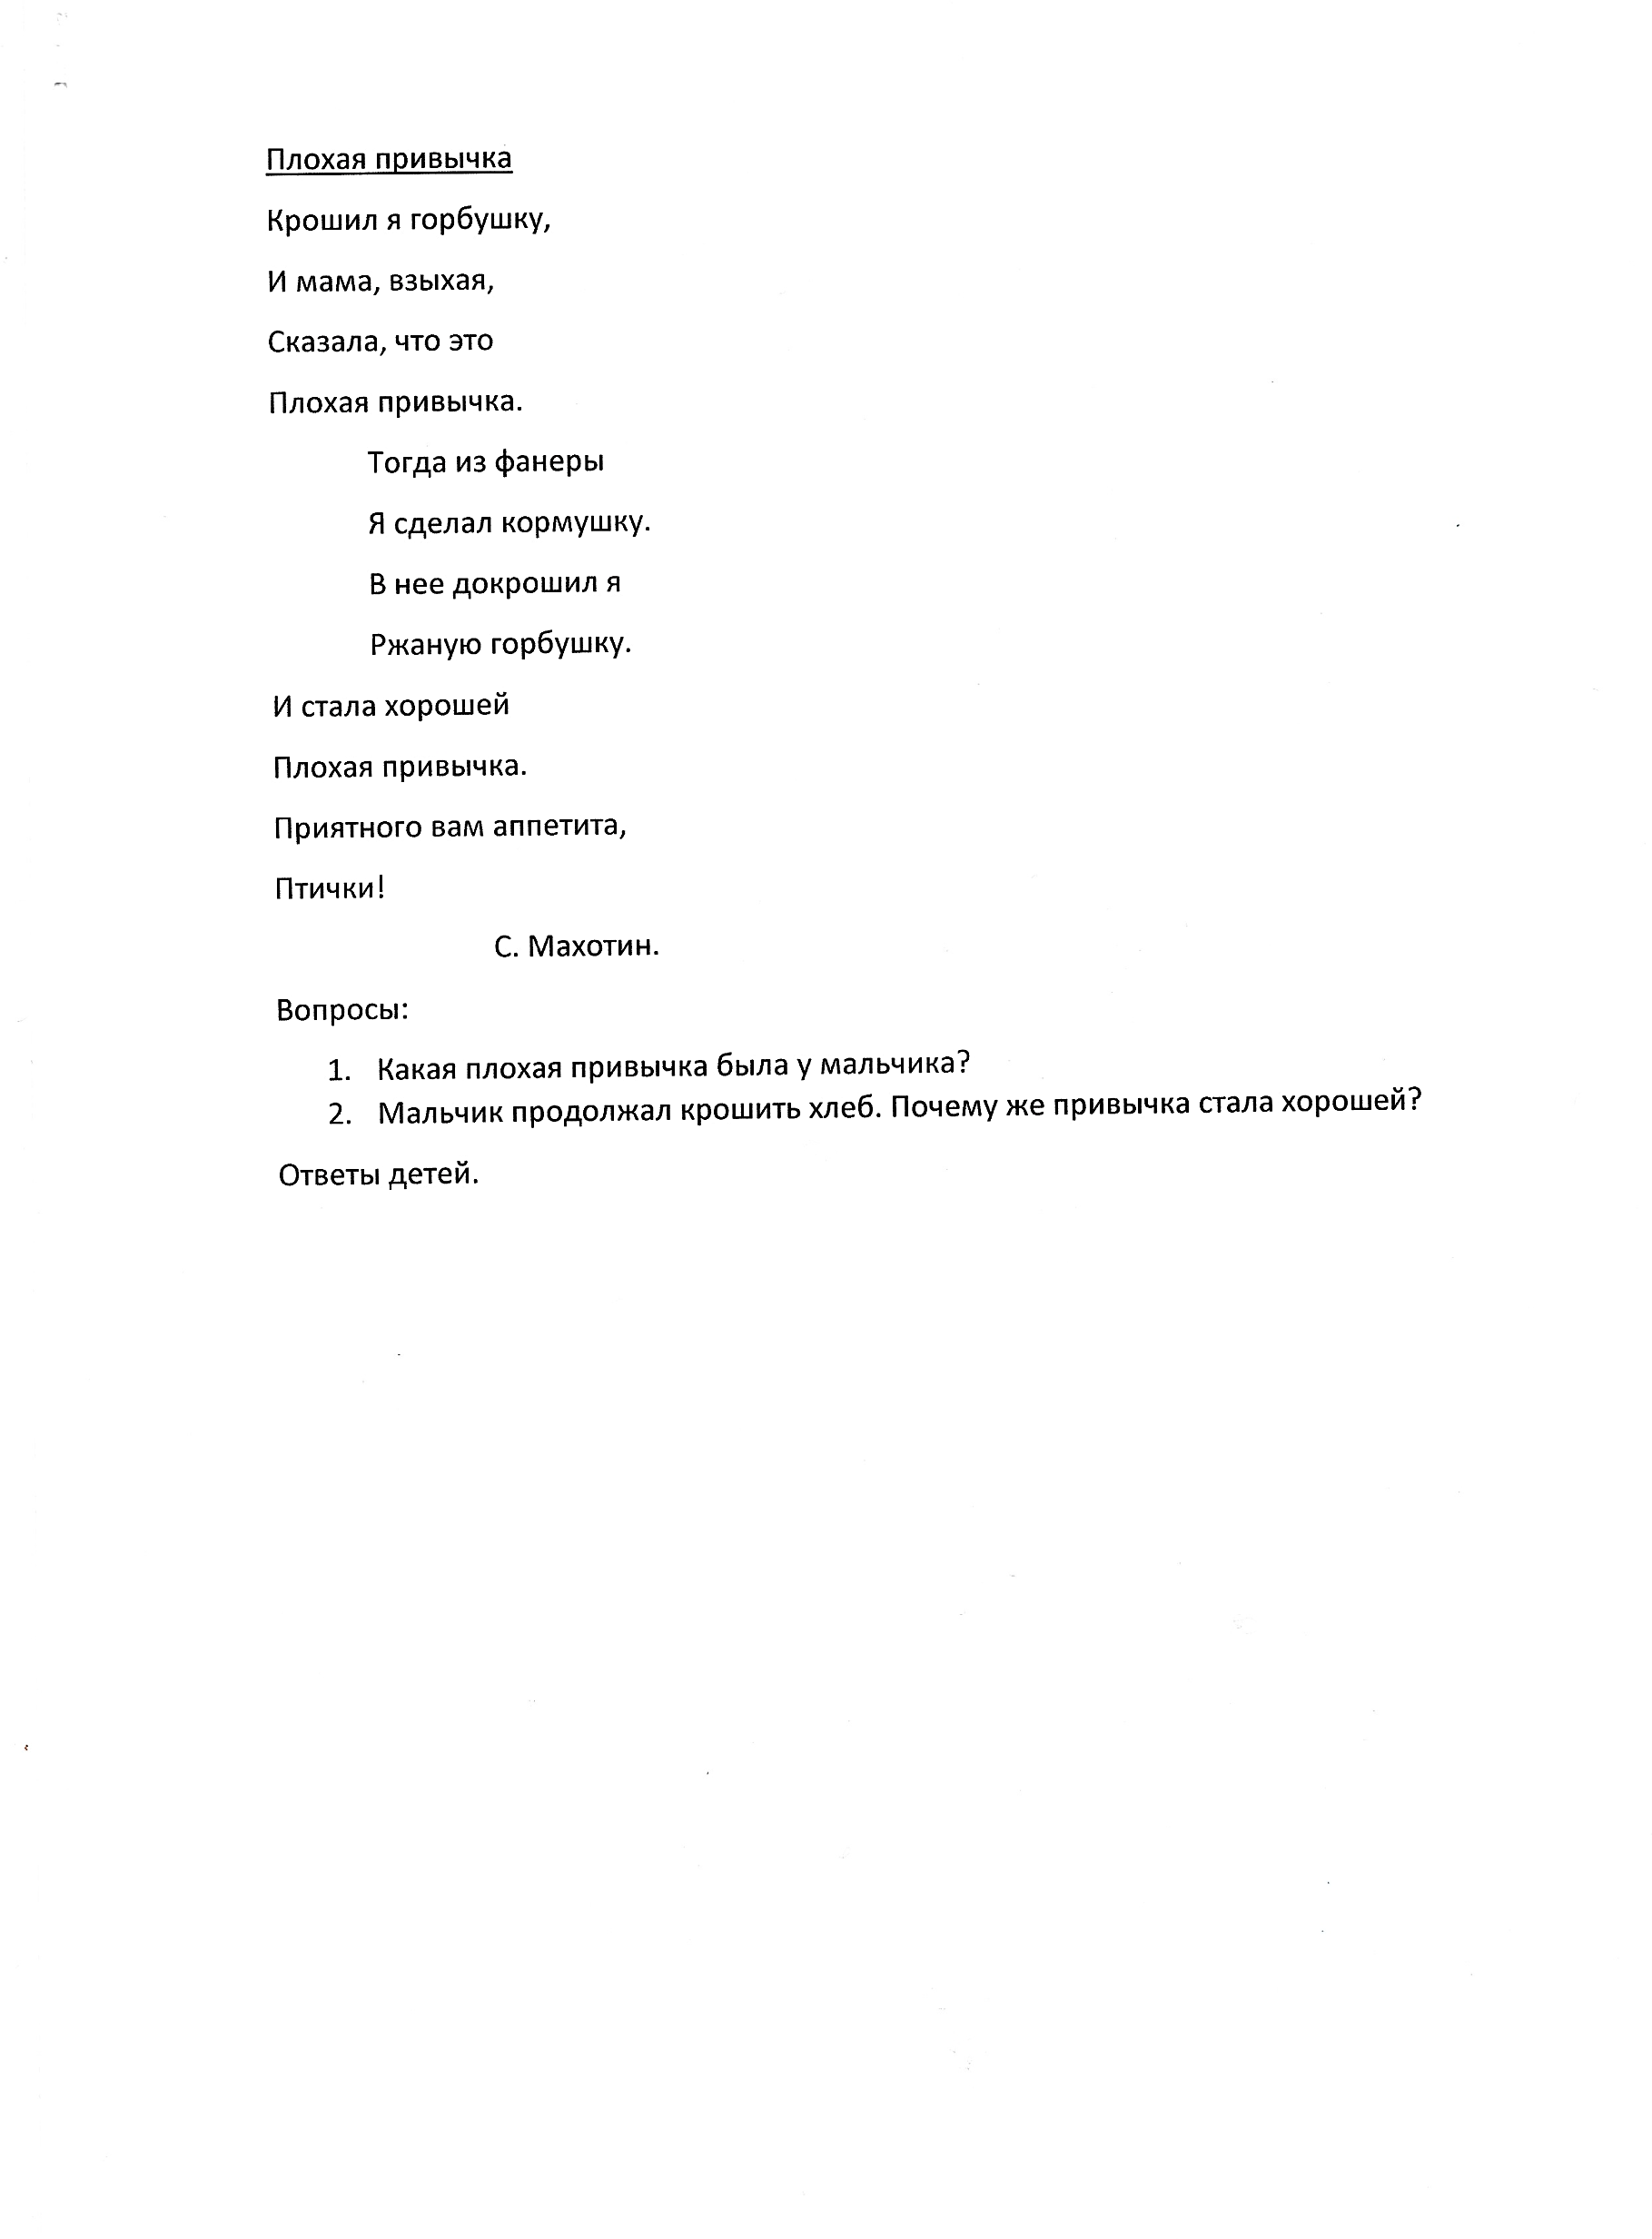 Плохая привычка
Крошил я горбушку,
И мама, взыхая,
Сказала, что это
Плохая привычка.
Тогда из фанеры
Я сделал кормушку.
В нее докрошил я
Ржаную горбушку.
И стала хорошей
Плохая привычка.
Приятного вам аппетита,
Птички!
С. Махотин.
Вопросы:
1. Какая плохая привычка была у мальчика?
2. Мальчик продолжал крошить хлеб. Почему же привычка стала хорошей?
Ответы детей.